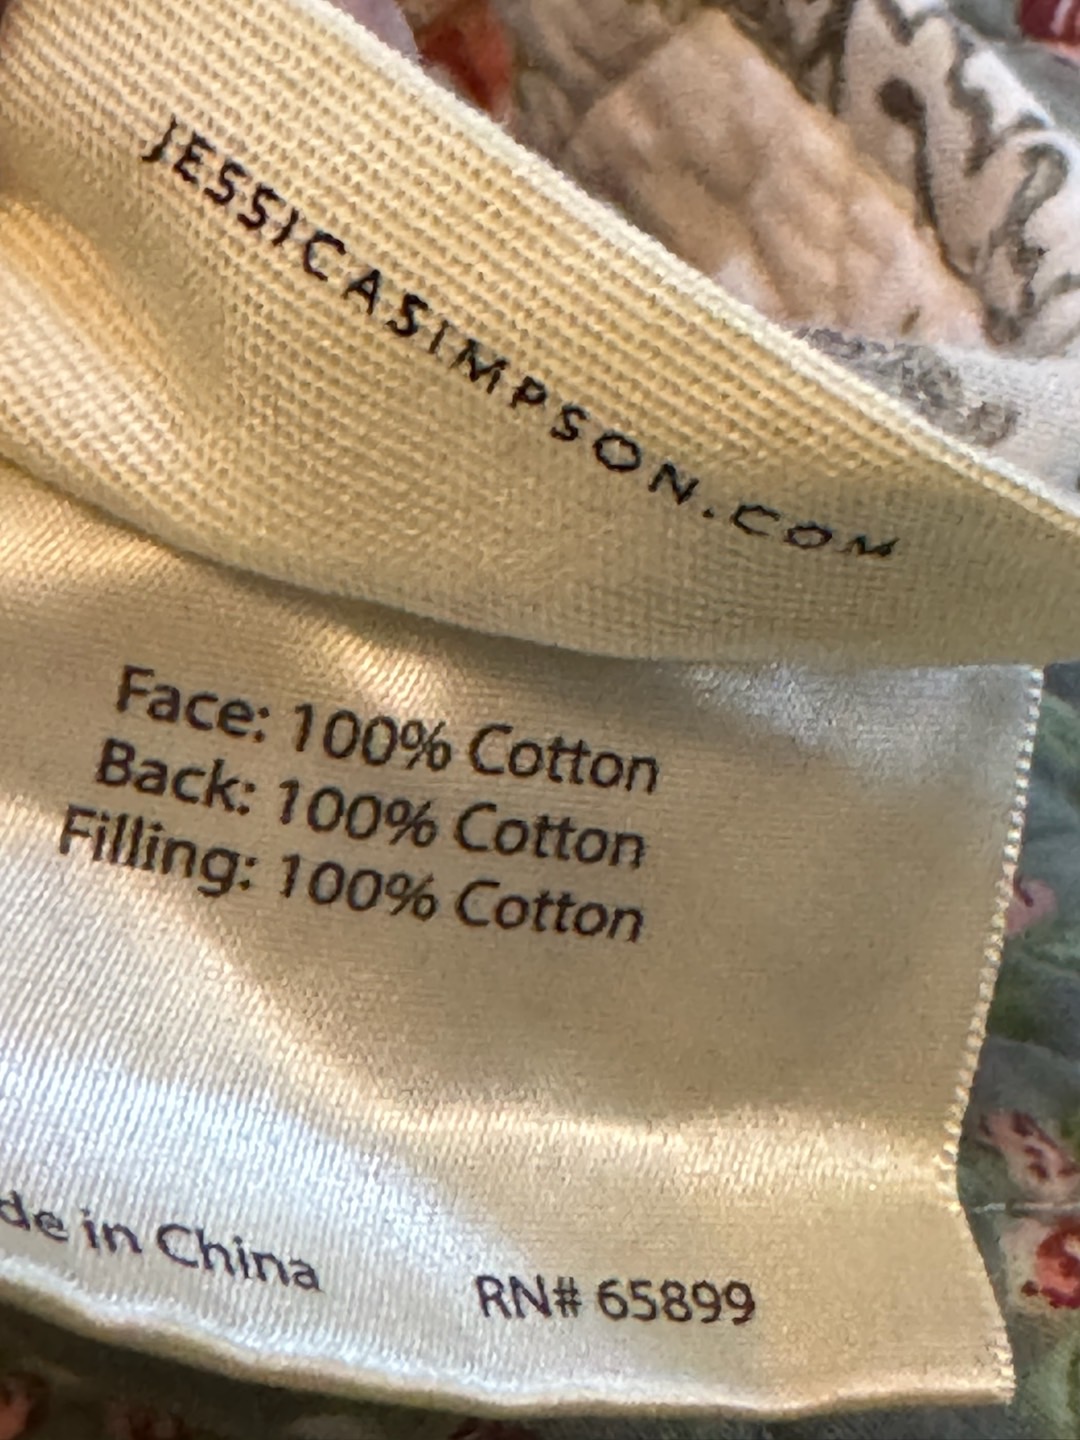 JESSICASIMPSON.COM
Face: 100% Cotton
Back: 100% Cotton
Filling: 100% Cotton
de in China RN# 65899